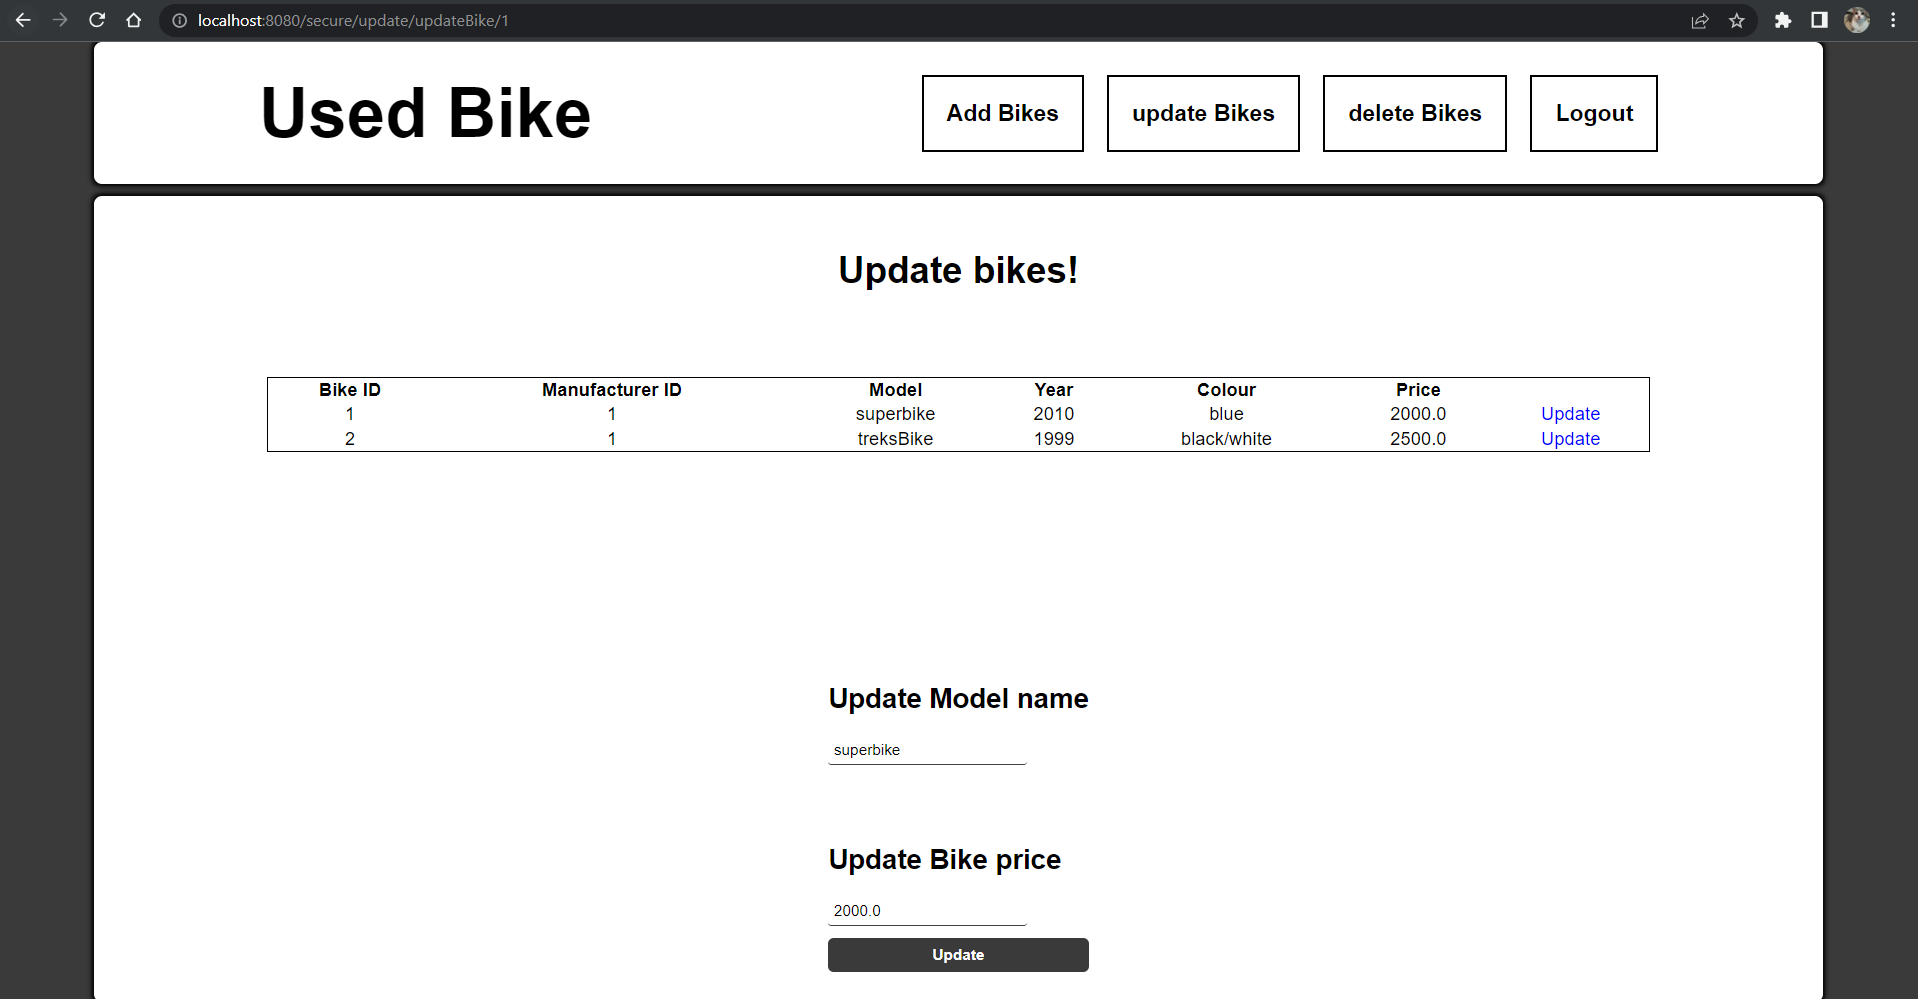 localhost:8080/secure/update/updateBike/1
Used Bike
Add Bikes
update Bikes
delete Bikes
Logout
Update bikes!
Bike ID Manufacturer ID Model Year Colour Price
1 1 superbike 2010 blue 2000.0 Update
2 1 treksBike 1999 black/white 2500.0 Update
Update Model name
superbike
Update Bike price
2000.0
Update